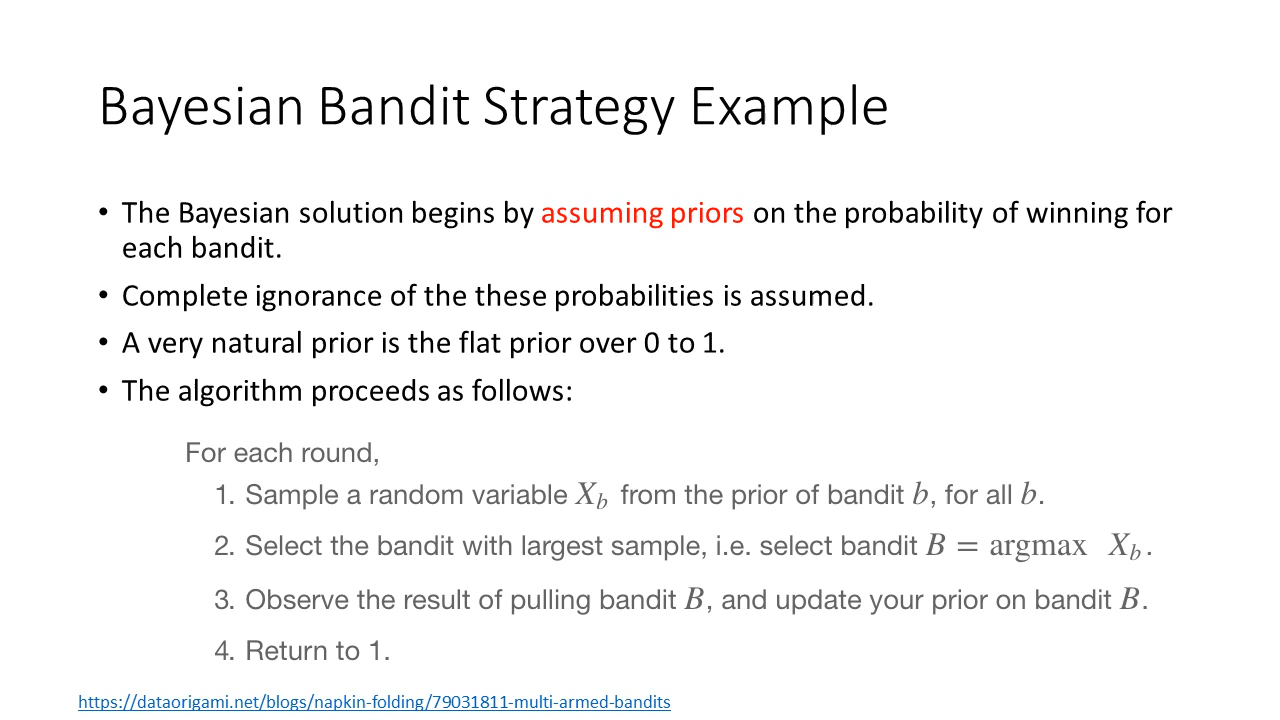 Bayesian Bandit Strategy Example
• The Bayesian solution begins by assuming priors on the probability of winning for
each bandit.
• Complete ignorance of the these probabilities is assumed.
• A very natural prior is the flat prior over 0 to 1.
• The algorithm proceeds as follows:
For each round,
1. Sample a random variable X_b from the prior of bandit b, for all b.
2. Select the bandit with largest sample, i.e. select bandit B = argmax X_b.
3. Observe the result of pulling bandit B, and update your prior on bandit B.
4. Return to 1.
https://dataorigami.net/blogs/napkin-folding/79031811-multi-armed-bandits